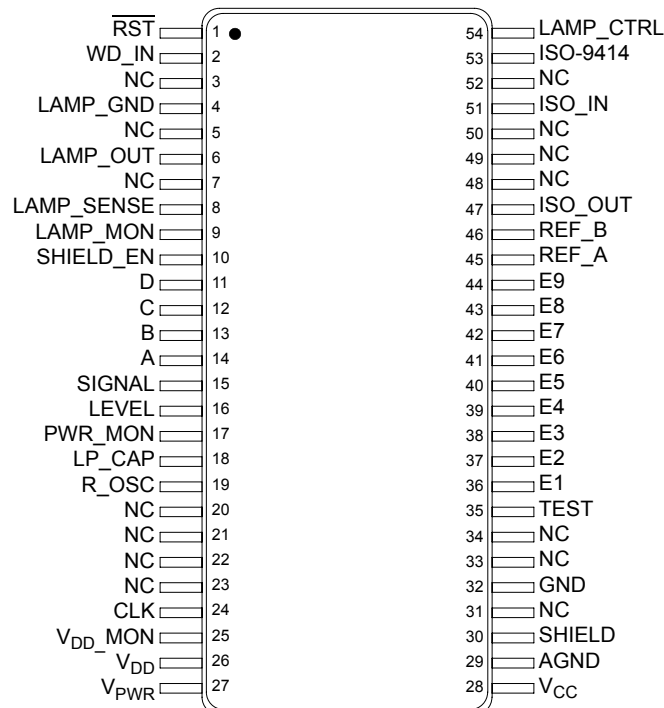 RST 1 54 LAMP_CTRL
WD_IN 2 53 ISO-9414
NC 3 52 NC
LAMP_GND 4 51 ISO_IN
NC 5 50 NC
LAMP_OUT 6 49 NC
NC 7 48 NC
LAMP_SENSE 8 47 ISO_OUT
LAMP_MON 9 46 REF_B
SHIELD_EN 10 45 REF_A
D 11 44 E9
C 12 43 E8
B 13 42 E7
A 14 41 E6
SIGNAL 15 40 E5
LEVEL 16 39 E4
PWR_MON 17 38 E3
LP_CAP 18 37 E2
R_OSC 19 36 E1
NC 20 35 TEST
NC 21 34 NC
NC 22 33 NC
NC 23 32 GND
CLK 24 31 NC
VDD_MON 25 30 SHIELD
VDD 26 29 AGND
VPWR 27 28 VCC